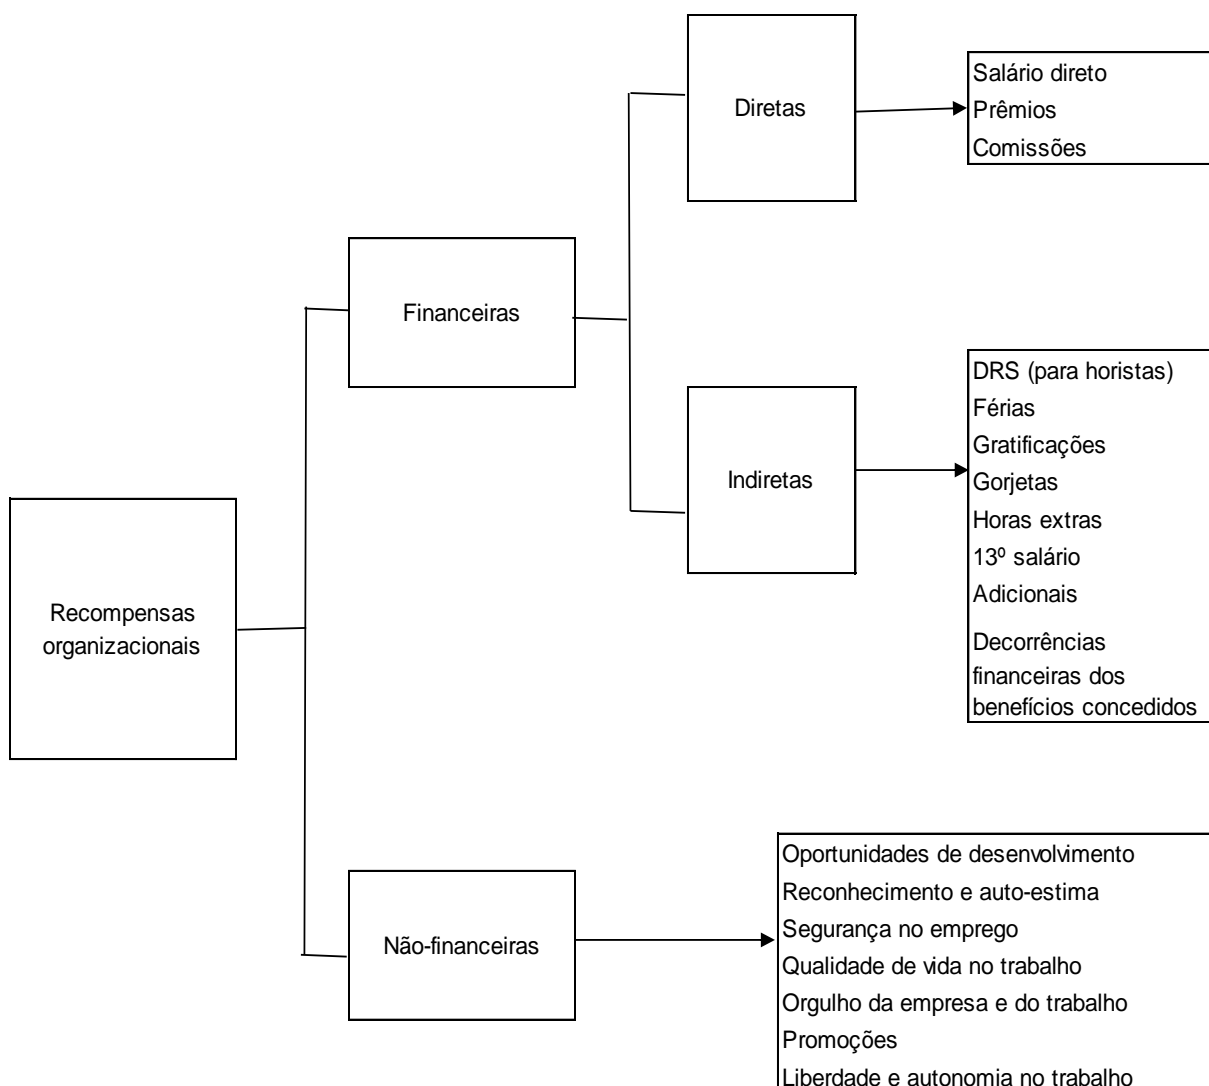 Diretas
Salário direto
Prêmios
Comissões
Financeiras
Indiretas
DRS (para horistas)
Férias
Gratificações
Gorjetas
Horas extras
13º salário
Adicionais
Decorrências
financeiras dos
benefícios concedidos
Recompensas
organizacionais
Não-financeiras
Oportunidades de desenvolvimento
Reconhecimento e auto-estima
Segurança no emprego
Qualidade de vida no trabalho
Orgulho da empresa e do trabalho
Promoções
Liberdade e autonomia no trabalho